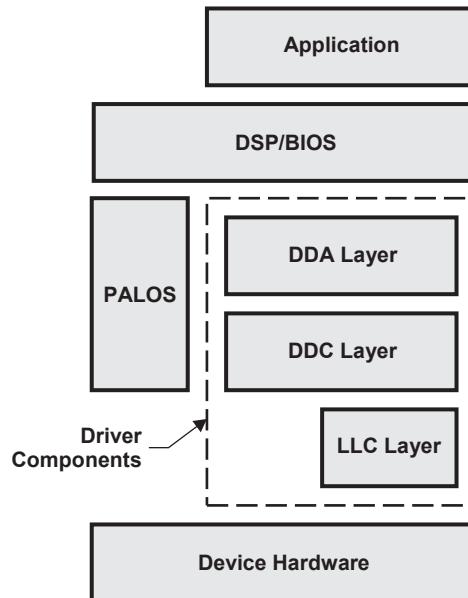 Application
DSP/BIOS
PALOS
DDA Layer
DDC Layer
LLC Layer
Driver
Components
Device Hardware